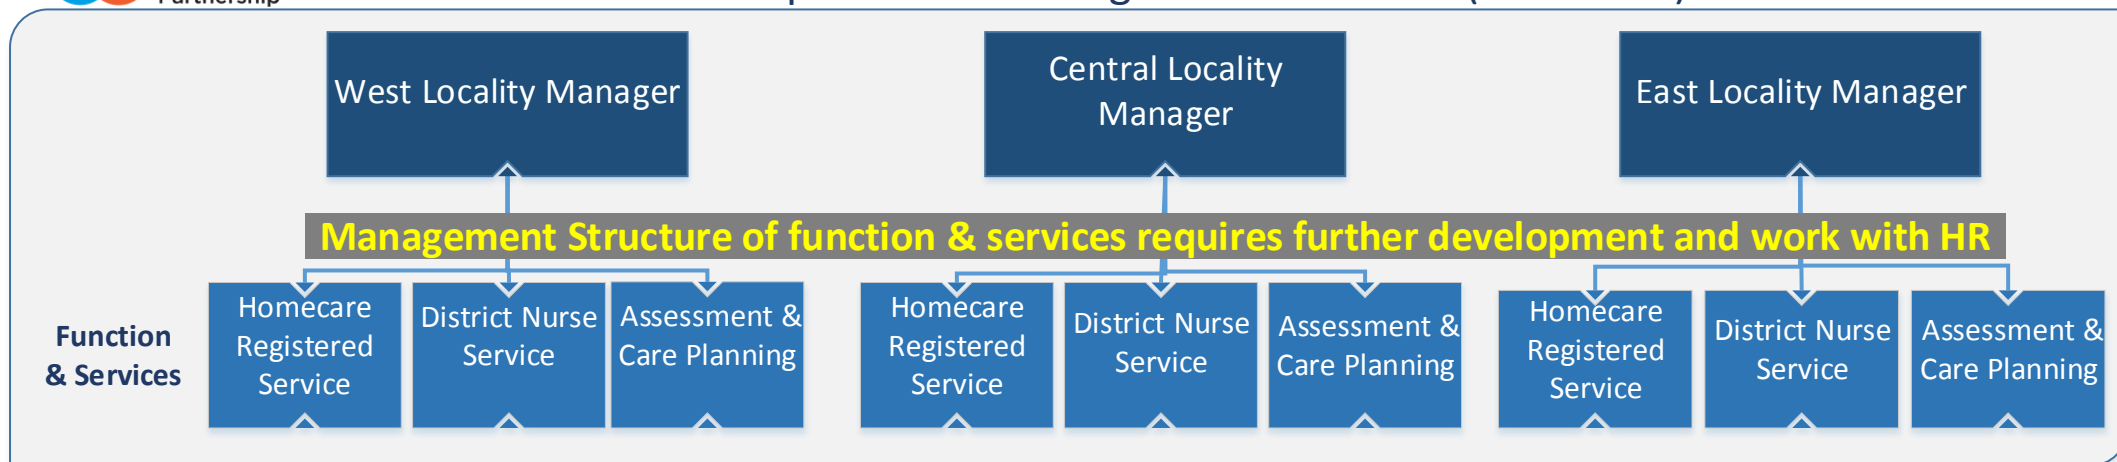 Partnership
West Locality Manager
Central Locality
Manager
East Locality Manager
Management Structure of function & services requires further development and work with HR
Function
& Services
Homecare
Registered
Service
District Nurse
Service
Assessment &
Care Planning
Homecare
Registered
Service
District Nurse
Service
Assessment &
Care Planning
Homecare
Registered
Service
District Nurse
Service
Assessment &
Care Planning